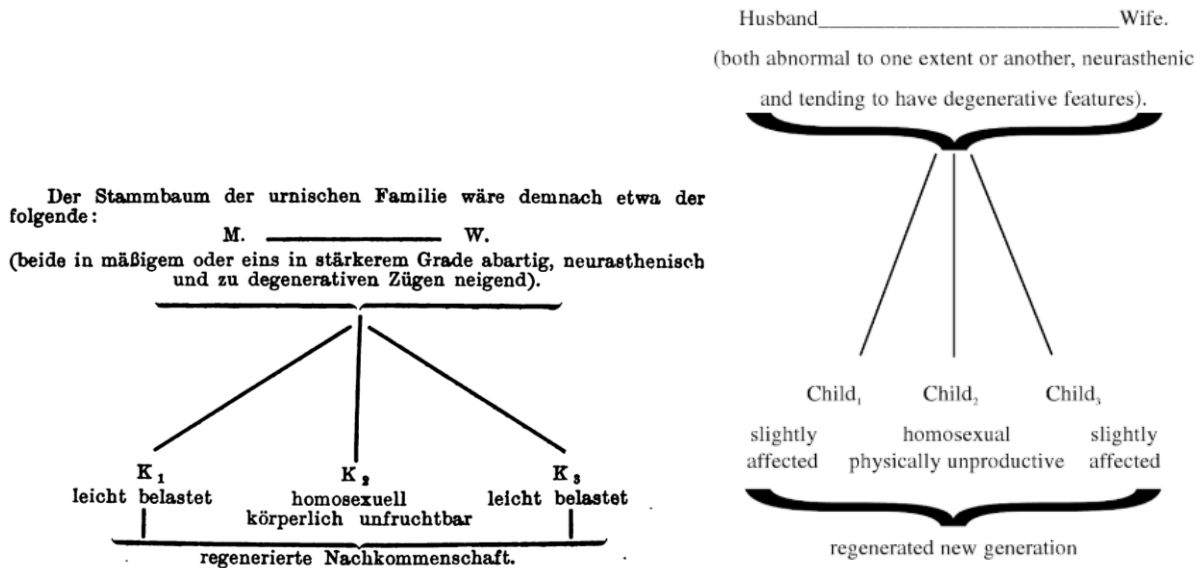 Der Stammbaum der urnischen Familie wäre demnach etwa der
folgende:
M. W.
(beide in mäßigem oder eins in stärkerem Grade abartig, neurasthenisch
und zu degenerativen Zügen neigend).
K₁ K₂ K₃
leicht belastet homosexuell leicht belastet
körperlich unfruchtbar
regenerierte Nachkommenschaft.
Husband____________________________Wife.
(both abnormal to one extent or another, neurasthenic
and tending to have degenerative features).
Child₁ Child₂ Child₃
slightly homosexual slightly
affected physically unproductive affected
regenerated new generation